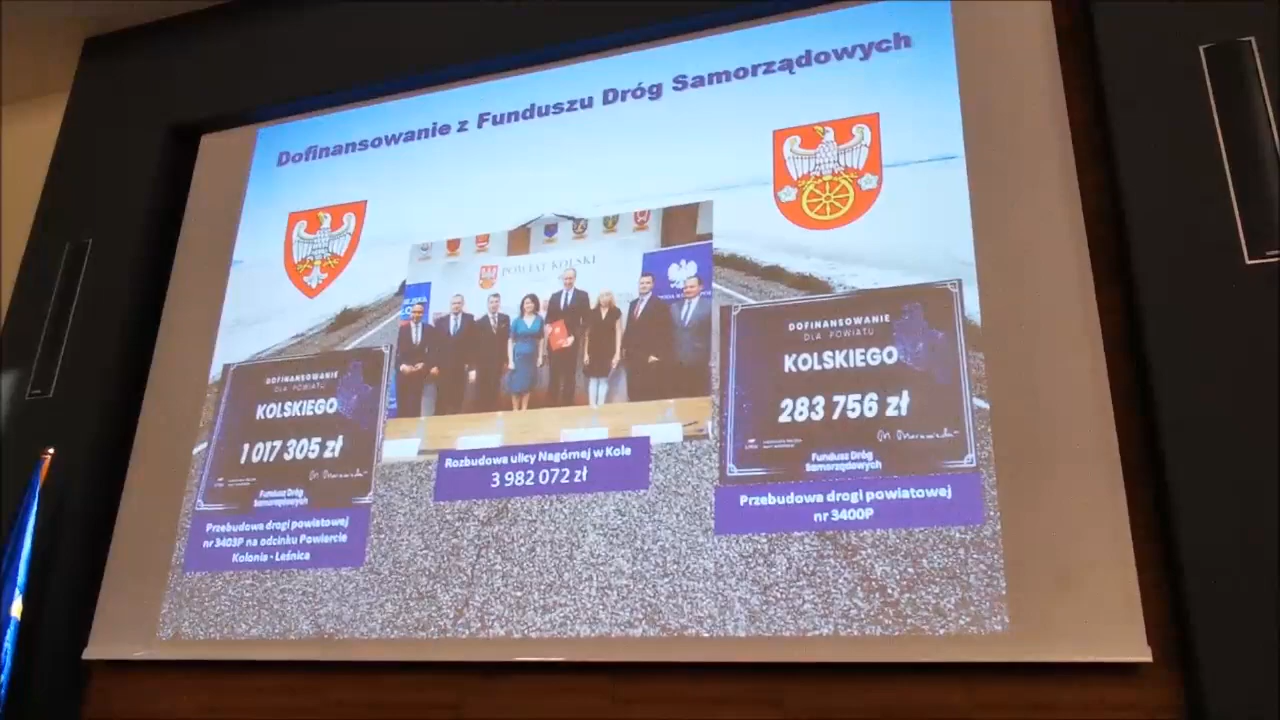 Dofinansowanie z Funduszu Dróg Samorządowych
POWIAT KOLSKI
DOFINANSOWANIE
DLA POWIATU
KOLSKIEGO
1 017 305 zł
Fundusz Dróg
Samorządowych
Przebudowa drogi powiatowej
nr 3403P na odcinku Powiercie
Kolonia - Leśnica
Rozbudowa ulicy Nagórnej w Kole
3 982 072 zł
DOFINANSOWANIE
DLA POWIATU
KOLSKIEGO
283 756 zł
Fundusz Dróg
Samorządowych
Przebudowa drogi powiatowej
nr 3400P